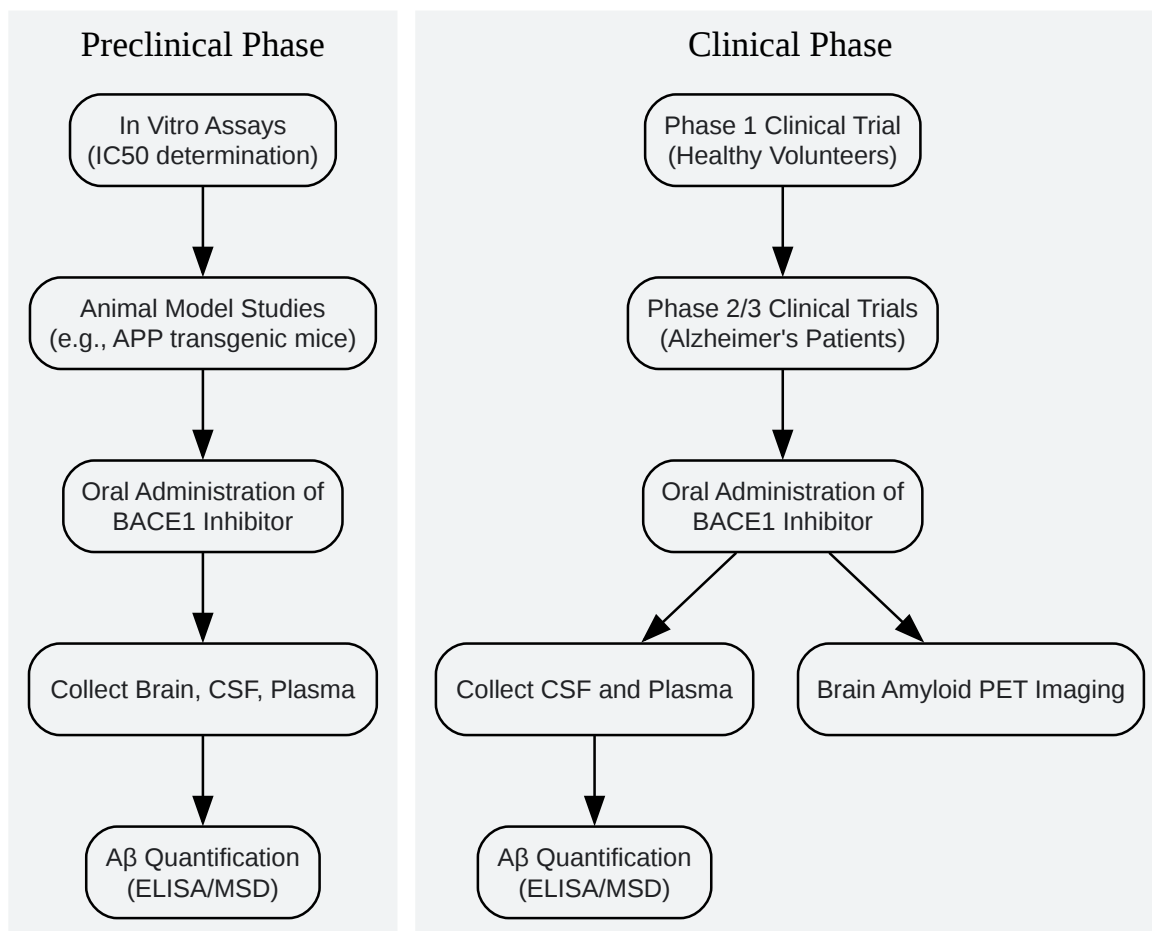 Preclinical Phase
In Vitro Assays
(IC50 determination)
Animal Model Studies
(e.g., APP transgenic mice)
Oral Administration of
BACE1 Inhibitor
Collect Brain, CSF, Plasma
Aβ Quantification
(ELISA/MSD)
Clinical Phase
Phase 1 Clinical Trial
(Healthy Volunteers)
Phase 2/3 Clinical Trials
(Alzheimer's Patients)
Oral Administration of
BACE1 Inhibitor
Collect CSF and Plasma
Brain Amyloid PET Imaging
Aβ Quantification
(ELISA/MSD)